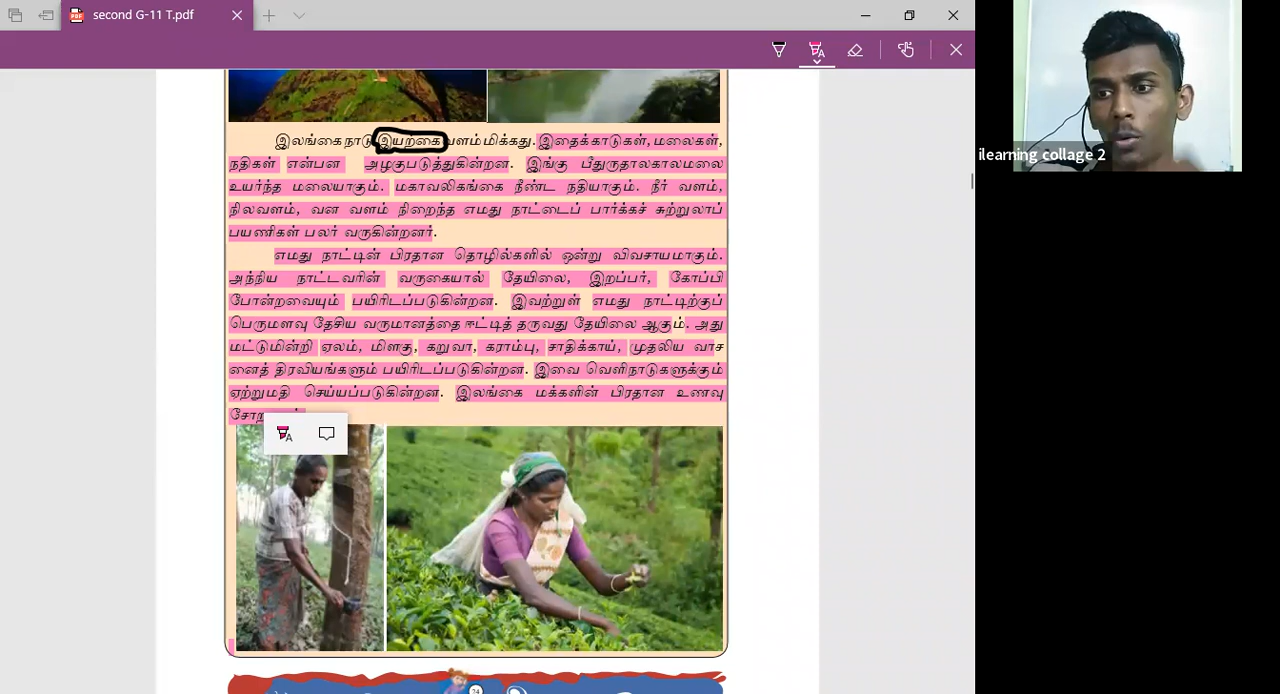 second G-11 T.pdf
ilearning collage 2
இலங்கை நாடு இயற்கை வளம் மிக்கது. இதைக்காடுகள், மலைகள்,
நதிகள் என்பன அழகுபடுத்துகின்றன. இங்கு பீதுருதாலகாலமலை
உயர்ந்த மலையாகும். மகாவலிகங்கை நீண்ட நதியாகும். நீர் வளம்,
நிலவளம், வன வளம் நிறைந்த எமது நாட்டைப் பார்க்கச் சுற்றுலாப்
பயணிகள் பலர் வருகின்றனர்.
எமது நாட்டின் பிரதான தொழில்களில் ஒன்று விவசாயமாகும்.
அந்நிய நாட்டவரின் வருகையால் தேயிலை, இறப்பர், கோப்பி
போன்றவையும் பயிரிடப்படுகின்றன. இவற்றுள் எமது நாட்டிற்குப்
பெருமளவு தேசிய வருமானத்தை ஈட்டித் தருவது தேயிலை ஆகும். அது
மட்டுமின்றி ஏலம், மிளகு, கறுவா, கராம்பு, சாதிக்காய், முதலிய வாச
னைத் திரவியங்களும் பயிரிடப்படுகின்றன. இவை வெளிநாடுகளுக்கும்
ஏற்றுமதி செய்யப்படுகின்றன. இலங்கை மக்களின் பிரதான உணவு
24